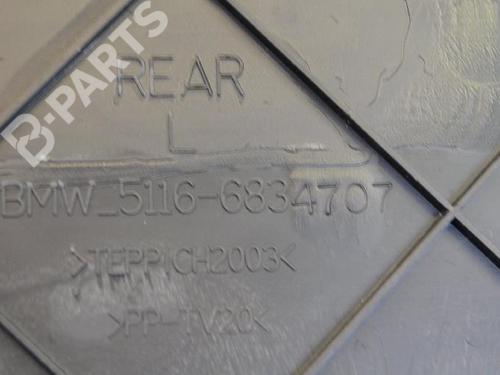 B-PARTS
REAR
L
BMW_5116-6834707
>TEPPICH2003<
>PP-TV20<